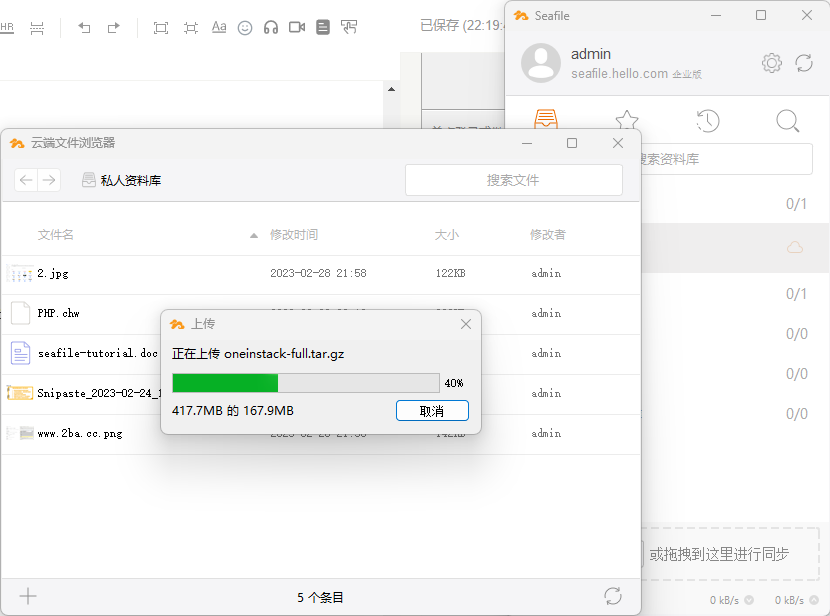 HR
Aa
已保存 (22:19:
Seafile
admin
seafile.hello.com 企业版
搜索资料库
0/1
0/1
0/0
0/0
0/0
或拖拽到这里进行同步
0 kB/s
0 kB/s
云端文件浏览器
私人资料库
搜索文件
文件名 修改时间 大小 修改者
2.jpg 2023-02-28 21:58 122KB admin
PHP.chw admin
seafile-tutorial.doc admin
Snipaste_2023-02-24_1 admin
www.2ba.cc.png admin
上传
正在上传 oneinstack-full.tar.gz
40%
417.7MB 的 167.9MB
取消
5 个条目